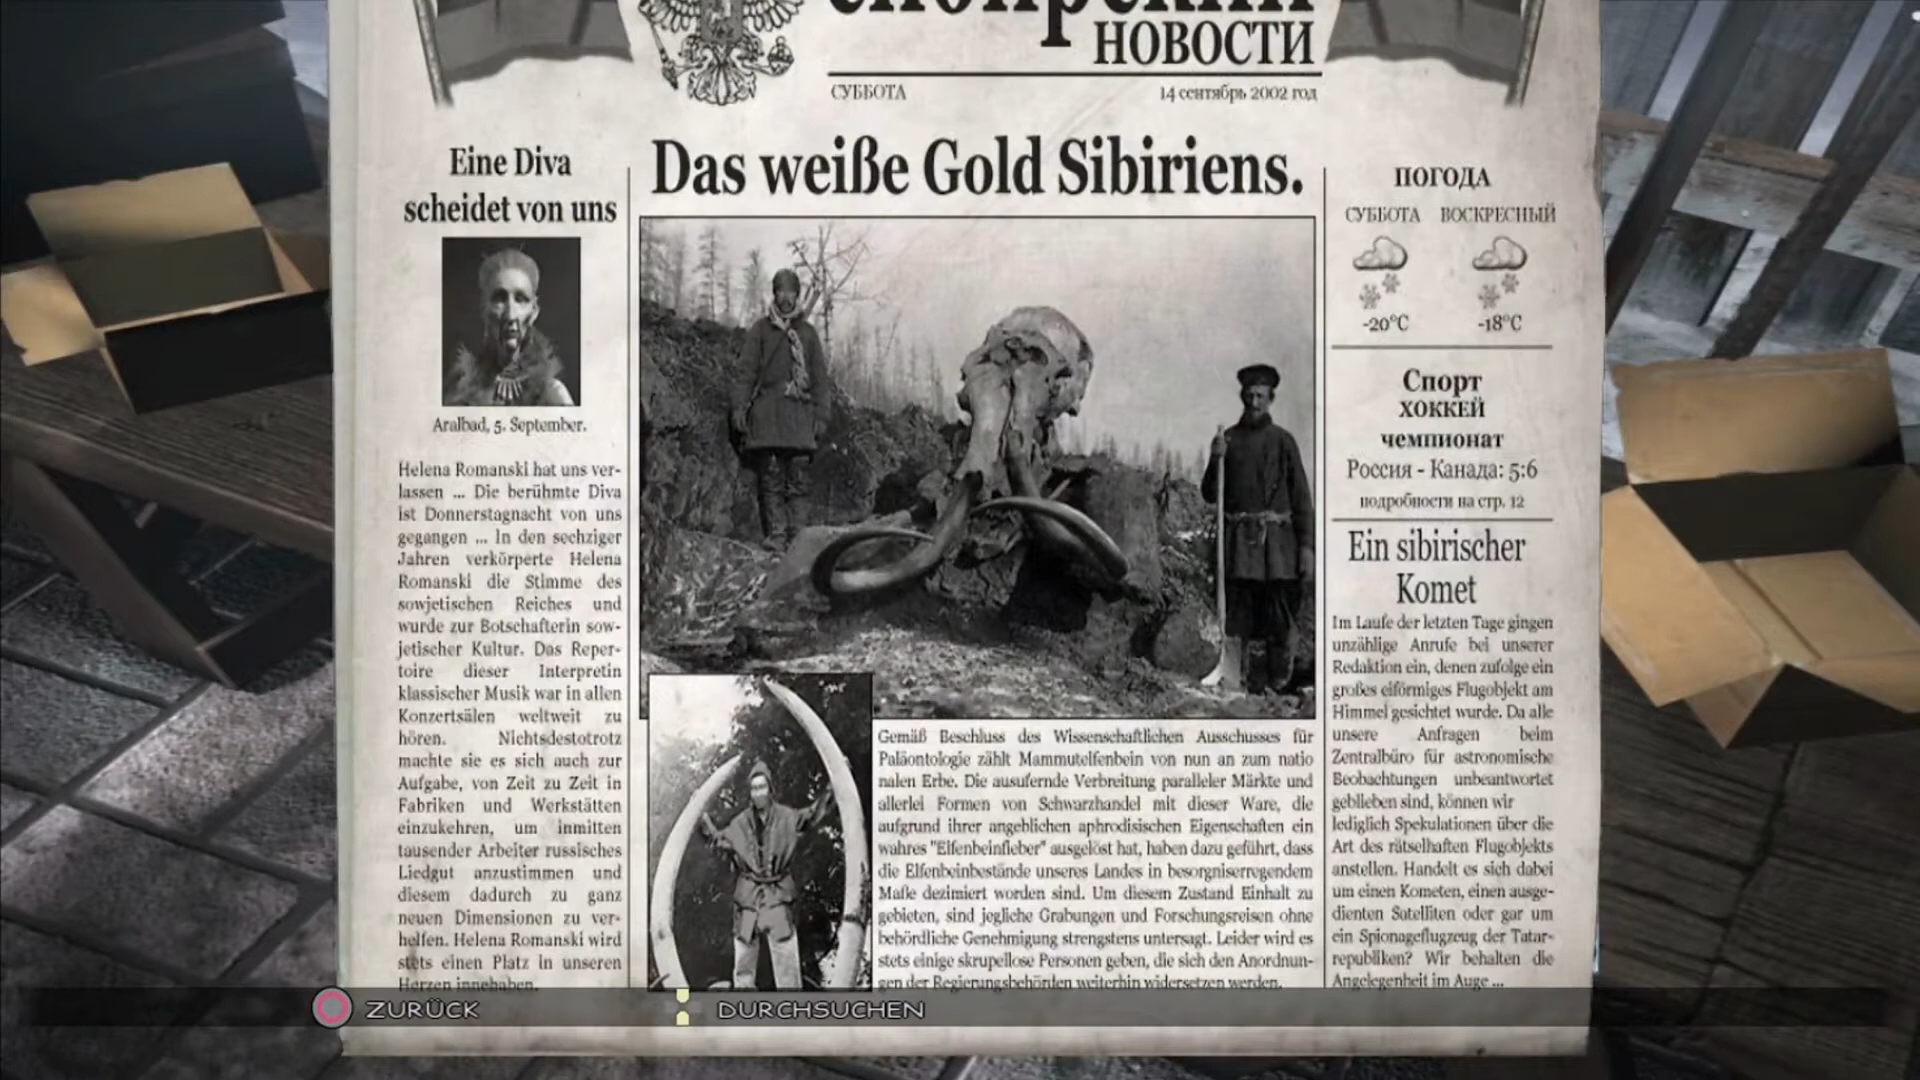 НОВОСТИ
СУББОТА
14 сентябрь 2002 год
Eine Diva
scheidet von uns
Aralbad, 5. September.
Helena Romanski hat uns ver-
lassen ... Die berühmte Diva
ist Donnerstagnacht von uns
gegangen ... In den sechziger
Jahren verkörperte Helena
Romanski die Stimme des
sowjetischen Reiches und
wurde zur Botschafterin sow-
jetischer Kultur. Das Reper-
toire dieser Interpretin
klassischer Musik war in allen
Konzertsälen weltweit zu
hören. Nichtsdestotrotz
machte sie es sich auch zur
Aufgabe, von Zeit zu Zeit in
Fabriken und Werkstätten
einzukehren, um inmitten
tausender Arbeiter russisches
Liedgut anzustimmen und
diesem dadurch zu ganz
neuen Dimensionen zu ver-
helfen. Helena Romanski wird
stets einen Platz in unseren
Herzen innehaben.
Das weiße Gold Sibiriens.
Gemäß Beschluss des Wissenschaftlichen Ausschusses für
Paläontologie zählt Mammutelfenbein von nun an zum natio
nalen Erbe. Die ausufernde Verbreitung paralleler Märkte und
allerlei Formen von Schwarzhandel mit dieser Ware, die
aufgrund ihrer angeblichen aphrodisischen Eigenschaften ein
wahres "Elfenbeinfieber" ausgelöst hat, haben dazu geführt, dass
die Elfenbeinbestände unseres Landes in besorgniserregendem
Maße dezimiert worden sind. Um diesem Zustand Einhalt zu
gebieten, sind jegliche Grabungen und Forschungsreisen ohne
behördliche Genehmigung strengstens untersagt. Leider wird es
stets einige skrupellose Personen geben, die sich den Anordnun-
gen der Regierungsbehörden weiterhin widersetzen werden.
ПОГОДА
СУББОТА ВОСКРЕСНЫЙ
-20°C -18°C
Спорт
ХОККЕЙ
чемпионат
Россия - Канада: 5:6
подробности на стр. 12
Ein sibirischer
Komet
Im Laufe der letzten Tage gingen
unzählige Anrufe bei unserer
Redaktion ein, denen zufolge ein
großes eiförmiges Flugobjekt am
Himmel gesichtet wurde. Da alle
unsere Anfragen beim
Zentralbüro für astronomische
Beobachtungen unbeantwortet
geblieben sind, können wir
lediglich Spekulationen über die
Art des rätselhaften Flugobjekts
anstellen. Handelt es sich dabei
um einen Kometen, einen ausge-
dienten Satelliten oder gar um
ein Spionageflugzeug der Tatar-
republiken? Wir behalten die
Angelegenheit im Auge ...
ZURÜCK
DURCHSUCHEN